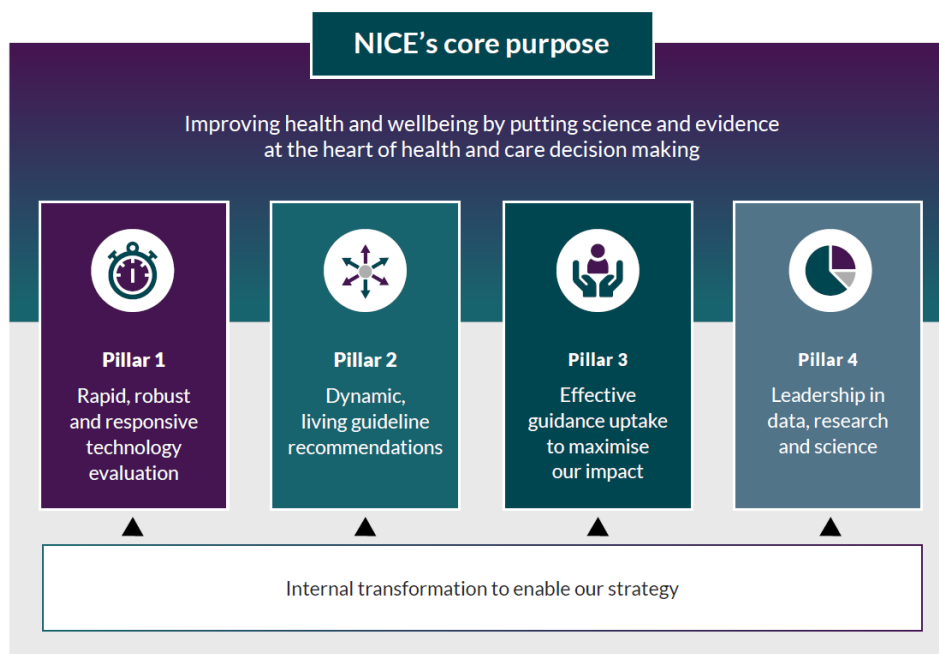 NICE’s core purpose
Improving health and wellbeing by putting science and evidence
at the heart of health and care decision making
Pillar 1
Rapid, robust
and responsive
technology
evaluation
Pillar 2
Dynamic,
living guideline
recommendations
Pillar 3
Effective
guidance uptake
to maximise
our impact
Pillar 4
Leadership in
data, research
and science
Internal transformation to enable our strategy